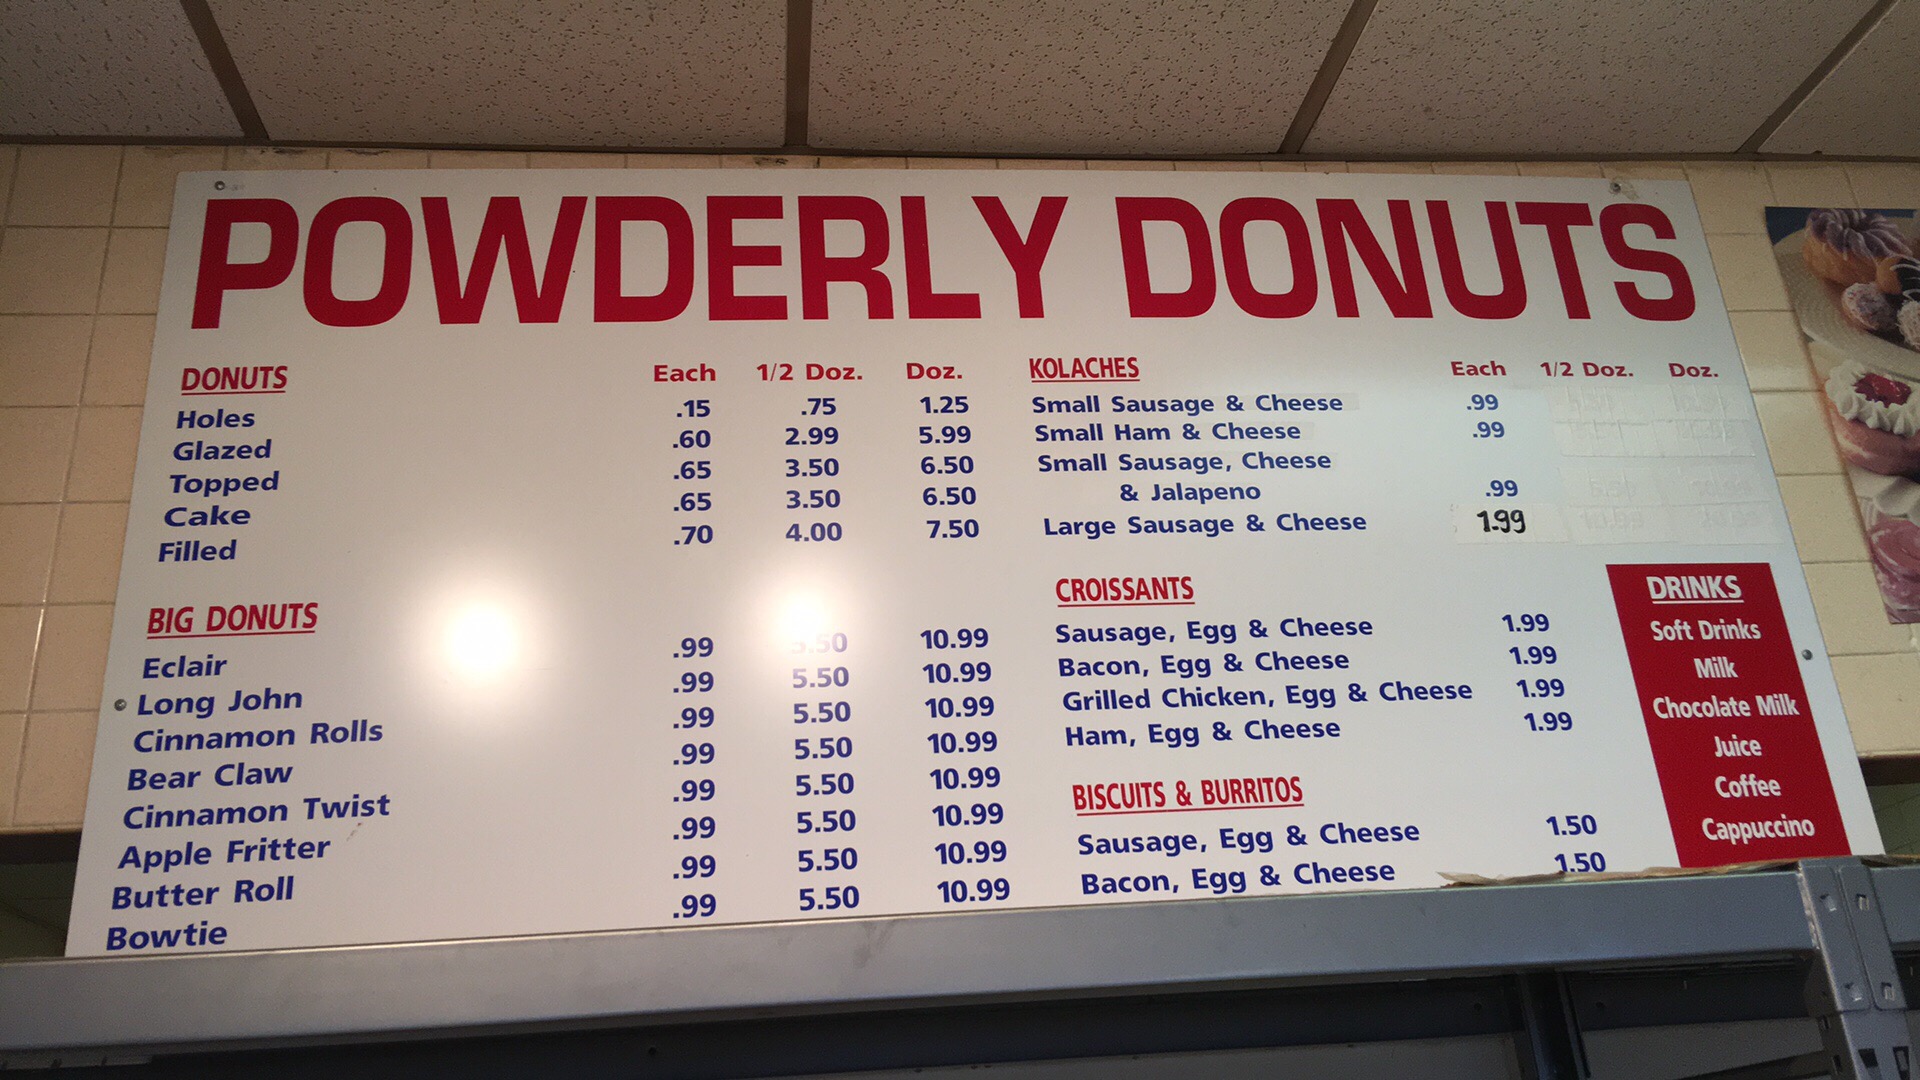 POWDERLY DONUTS
DONUTS Each 1/2 Doz. Doz.
Holes .15 .75 1.25
Glazed .60 2.99 5.99
Topped .65 3.50 6.50
Cake .65 3.50 6.50
Filled .70 4.00 7.50
BIG DONUTS
Eclair .99 5.50 10.99
Long John .99 5.50 10.99
Cinnamon Rolls .99 5.50 10.99
Bear Claw .99 5.50 10.99
Cinnamon Twist .99 5.50 10.99
Apple Fritter .99 5.50 10.99
Butter Roll .99 5.50 10.99
Bowtie .99 5.50 10.99
KOLACHES Each 1/2 Doz. Doz.
Small Sausage & Cheese .99
Small Ham & Cheese .99
Small Sausage, Cheese
& Jalapeno .99
Large Sausage & Cheese 1.99
CROISSANTS
Sausage, Egg & Cheese 1.99
Bacon, Egg & Cheese 1.99
Grilled Chicken, Egg & Cheese 1.99
Ham, Egg & Cheese 1.99
BISCUITS & BURRITOS
Sausage, Egg & Cheese 1.50
Bacon, Egg & Cheese 1.50
DRINKS
Soft Drinks
Milk
Chocolate Milk
Juice
Coffee
Cappuccino